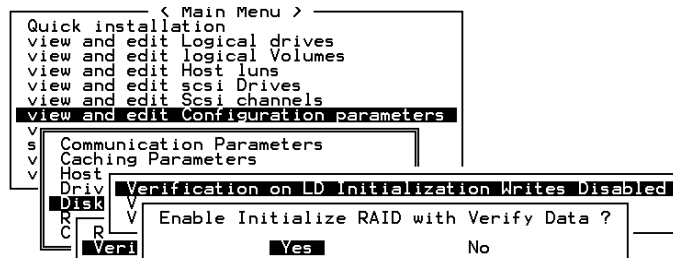 < Main Menu >
Quick installation
view and edit Logical drives
view and edit logical Volumes
view and edit Host luns
view and edit scsi Drives
view and edit Scsi channels
view and edit Configuration parameters
v
s Communication Parameters
v Caching Parameters
v Host
Driv Verification on LD Initialization Writes Disabled
Disk V
R V Enable Initialize RAID with Verify Data ?
C R
Veri Yes No